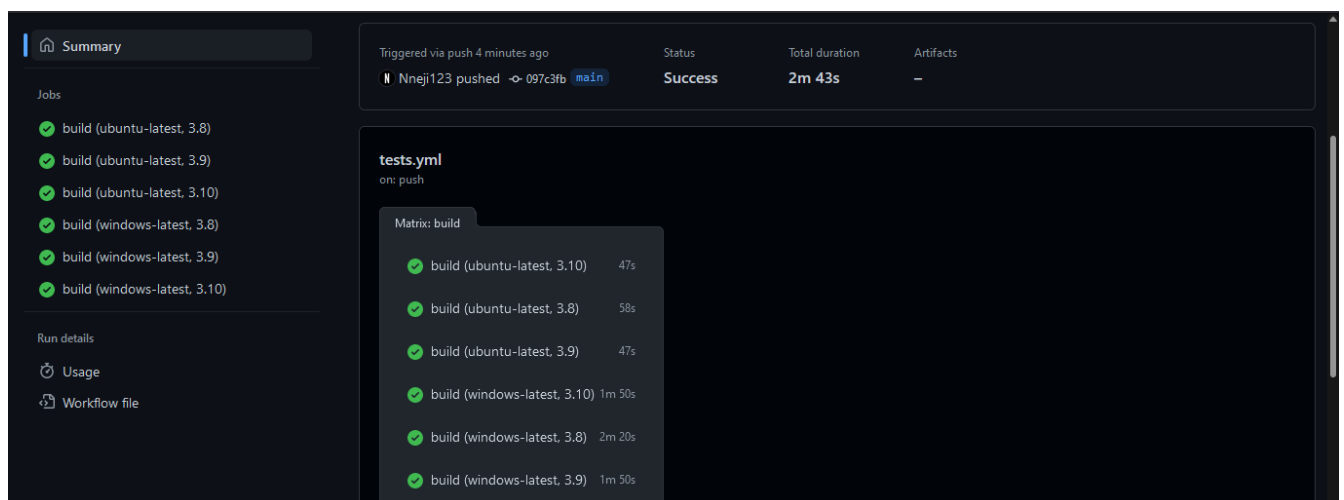 Summary
Jobs
build (ubuntu-latest, 3.8)
build (ubuntu-latest, 3.9)
build (ubuntu-latest, 3.10)
build (windows-latest, 3.8)
build (windows-latest, 3.9)
build (windows-latest, 3.10)
Run details
Usage
Workflow file
Triggered via push 4 minutes ago
N Nneji123 pushed 097c3fb main
Status
Success
Total duration
2m 43s
Artifacts
–
tests.yml
on: push
Matrix: build
build (ubuntu-latest, 3.10) 47s
build (ubuntu-latest, 3.8) 58s
build (ubuntu-latest, 3.9) 47s
build (windows-latest, 3.10) 1m 50s
build (windows-latest, 3.8) 2m 20s
build (windows-latest, 3.9) 1m 50s